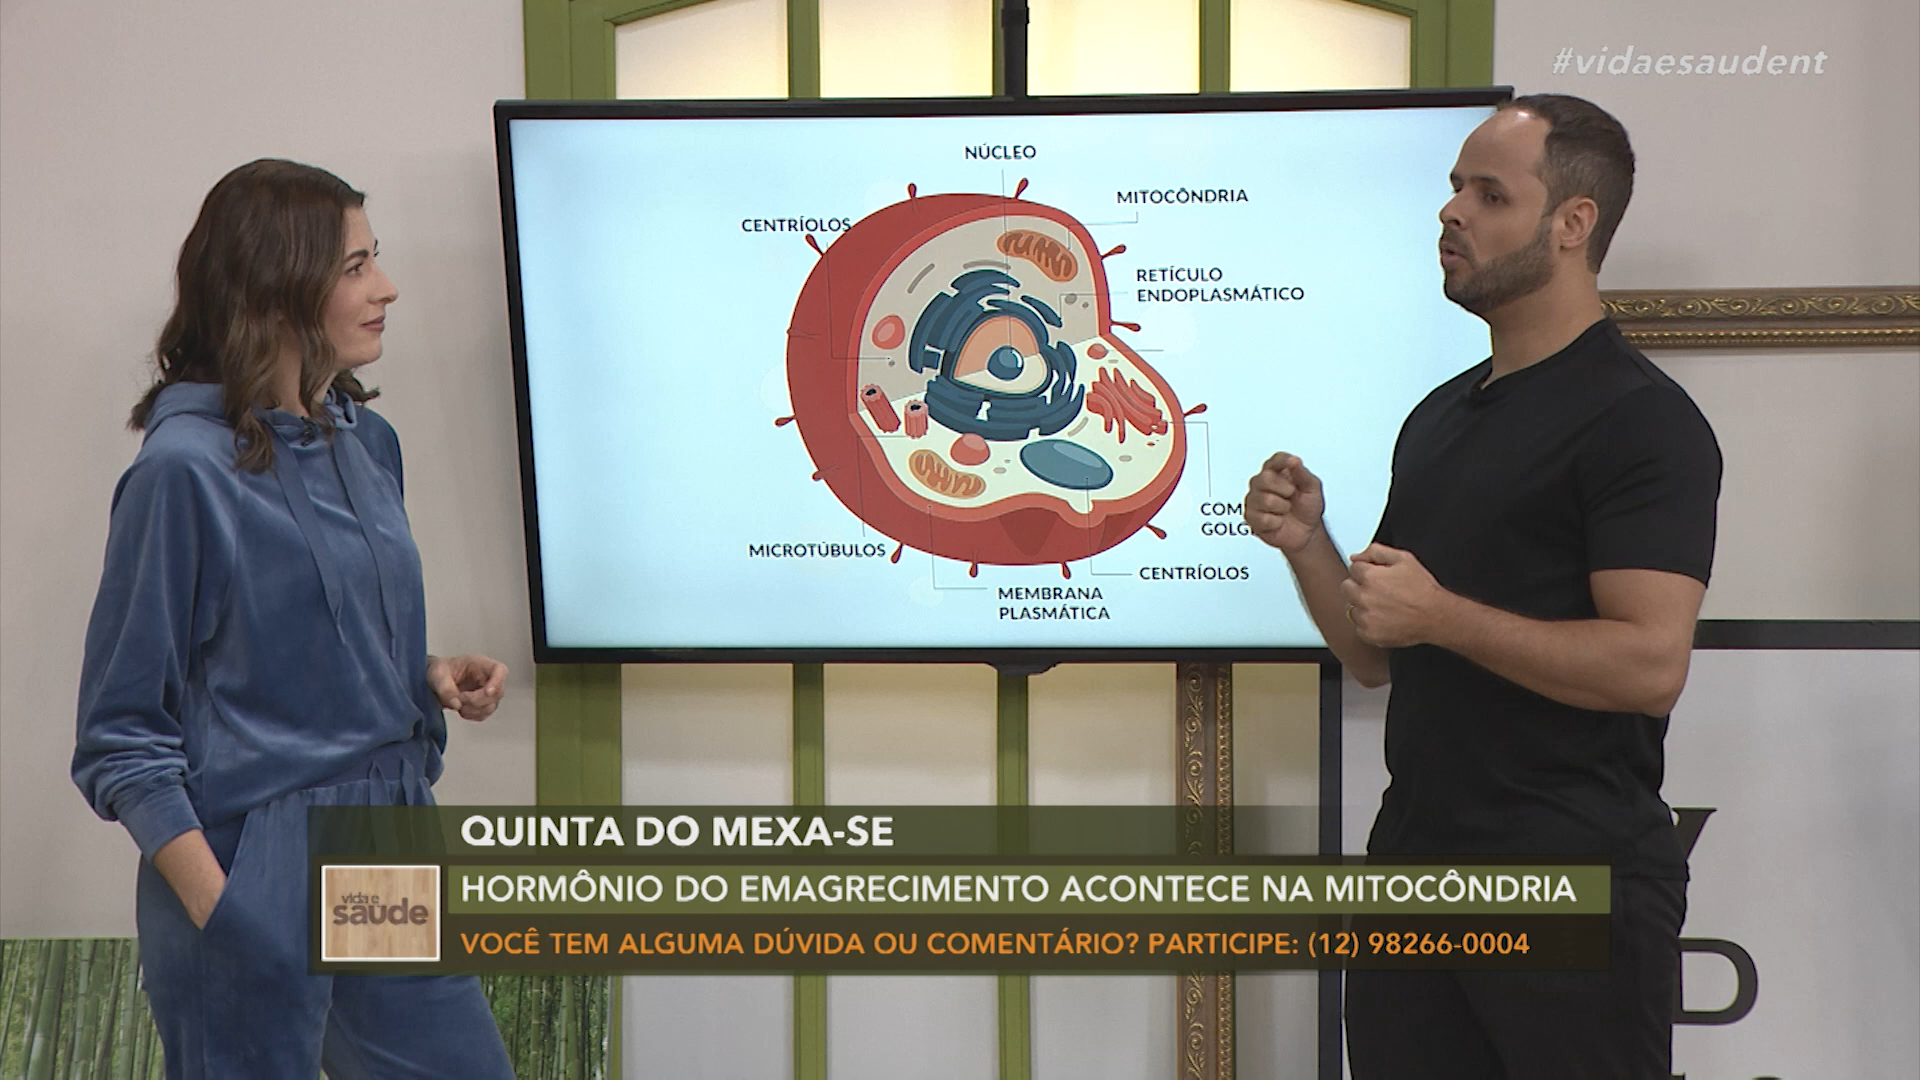 #vidaesaudent
NÚCLEO
MITOCÔNDRIA
CENTRÍOLOS
RETÍCULO
ENDOPLASMÁTICO
GOLG
MICROTÚBULOS
CENTRÍOLOS
MEMBRANA
PLASMÁTICA
QUINTA DO MEXA-SE
vida e
saúde
HORMÔNIO DO EMAGRECIMENTO ACONTECE NA MITOCÔNDRIA
VOCÊ TEM ALGUMA DÚVIDA OU COMENTÁRIO? PARTICIPE: (12) 98266-0004